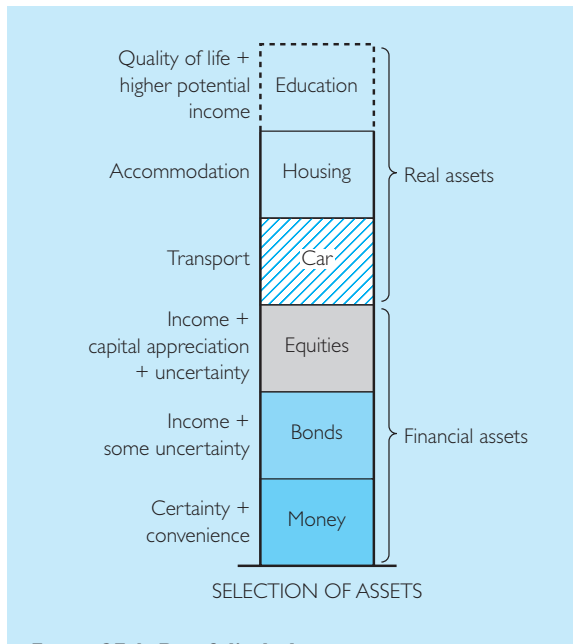 Quality of life +
higher potential
income
Education
Accommodation
Housing
Real assets
Transport
Car
Income +
capital appreciation
+ uncertainty
Equities
Income +
some uncertainty
Bonds
Financial assets
Certainty +
convenience
Money
SELECTION OF ASSETS